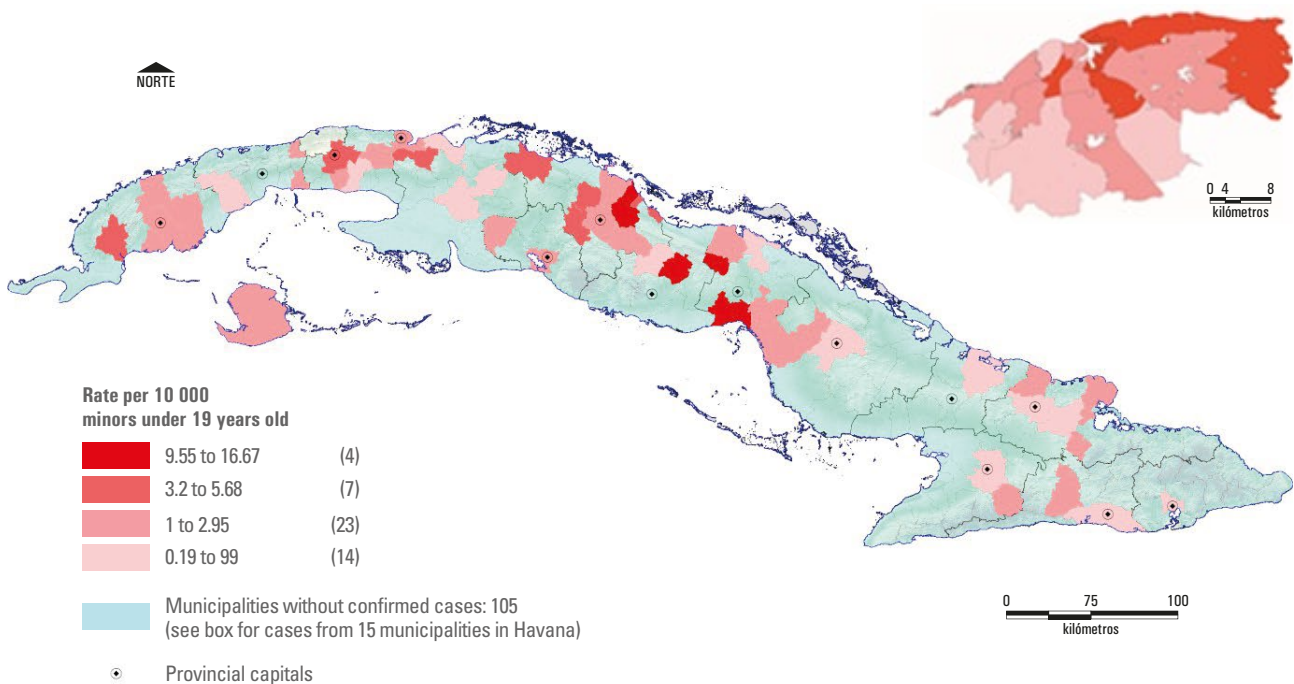 NORTE
0 4 8
kilómetros
Rate per 10 000
minors under 19 years old
9.55 to 16.67 (4)
3.2 to 5.68 (7)
1 to 2.95 (23)
0.19 to 99 (14)
Municipalities without confirmed cases: 105
(see box for cases from 15 municipalities in Havana)
Provincial capitals
0 75 100
kilómetros